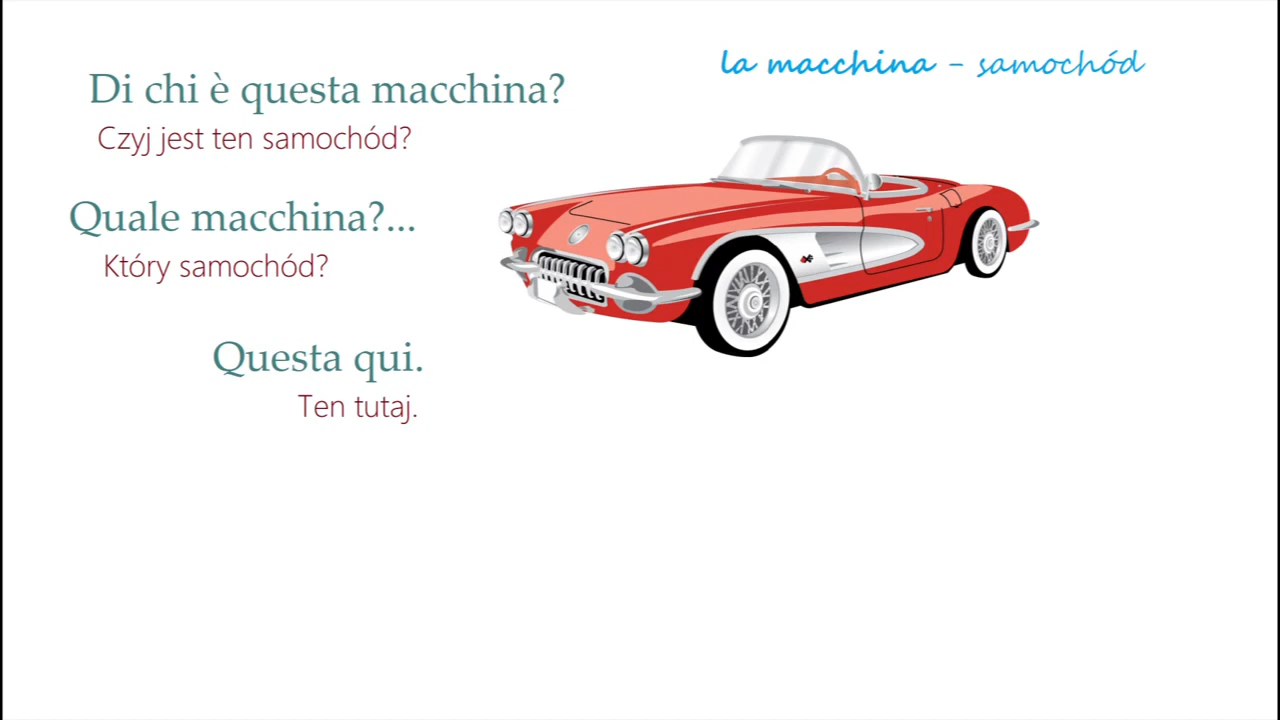 Di chi è questa macchina?
Czyj jest ten samochód?
Quale macchina?...
Który samochód?
Questa qui.
Ten tutaj.
la macchina - samochód